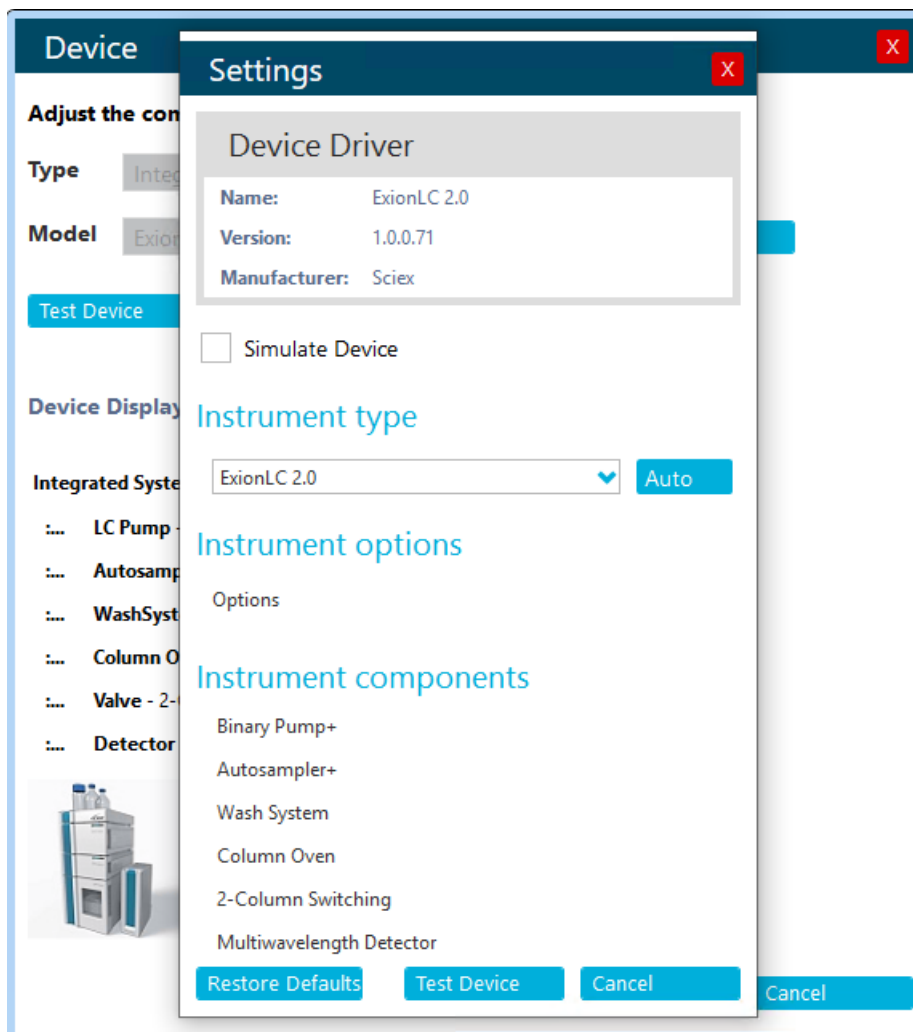 Device
X
Settings
X
Adjust the con
Device Driver
Type
Integ
Name: ExionLC 2.0
Version: 1.0.0.71
Model
Exion
Manufacturer: Sciex
Test Device
Simulate Device
Device Display
Instrument type
ExionLC 2.0
Auto
Integrated Syste
:... LC Pump -
Instrument options
:... Autosamp
Options
:... WashSyst
:... Column O
Instrument components
:... Valve - 2-
Binary Pump+
:... Detector
Autosampler+
Wash System
Column Oven
2-Column Switching
Multiwavelength Detector
Restore Defaults
Test Device
Cancel
Cancel